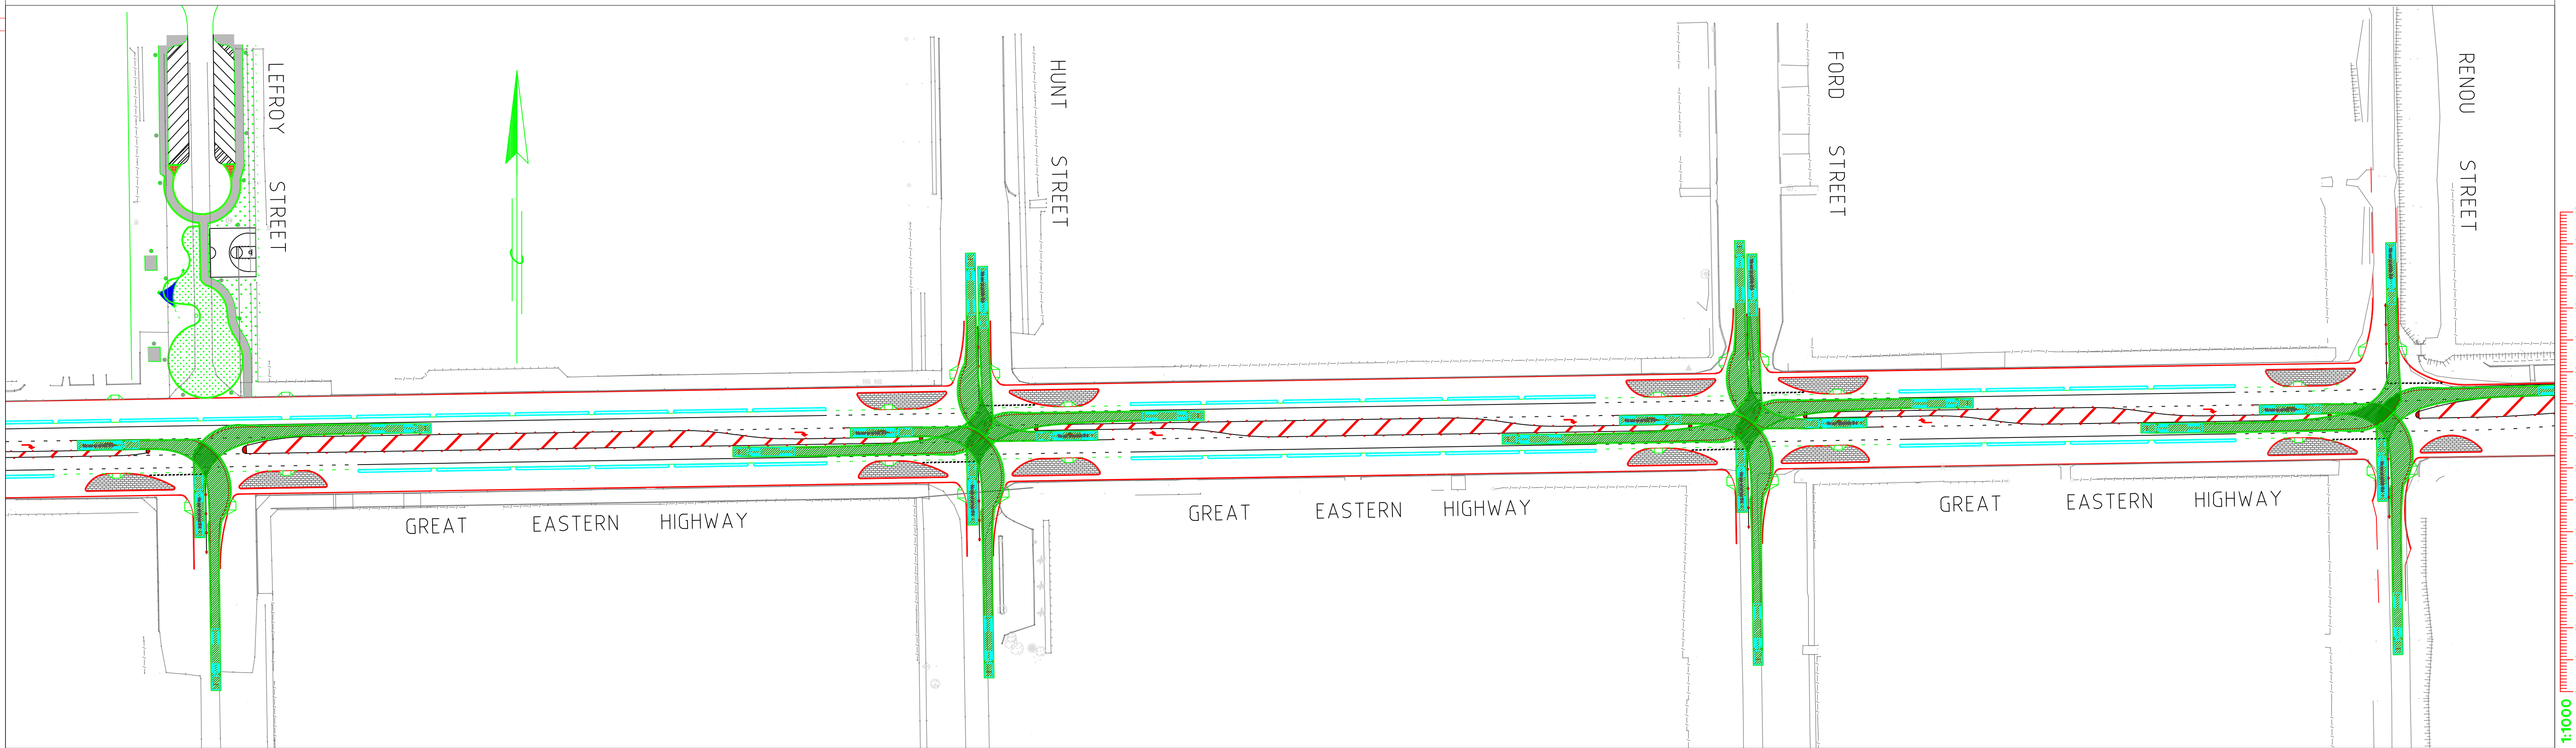 LEFROY STREET
HUNT STREET
FORD STREET
RENOU STREET
GREAT EASTERN HIGHWAY
GREAT EASTERN HIGHWAY
GREAT EASTERN HIGHWAY
1:1000